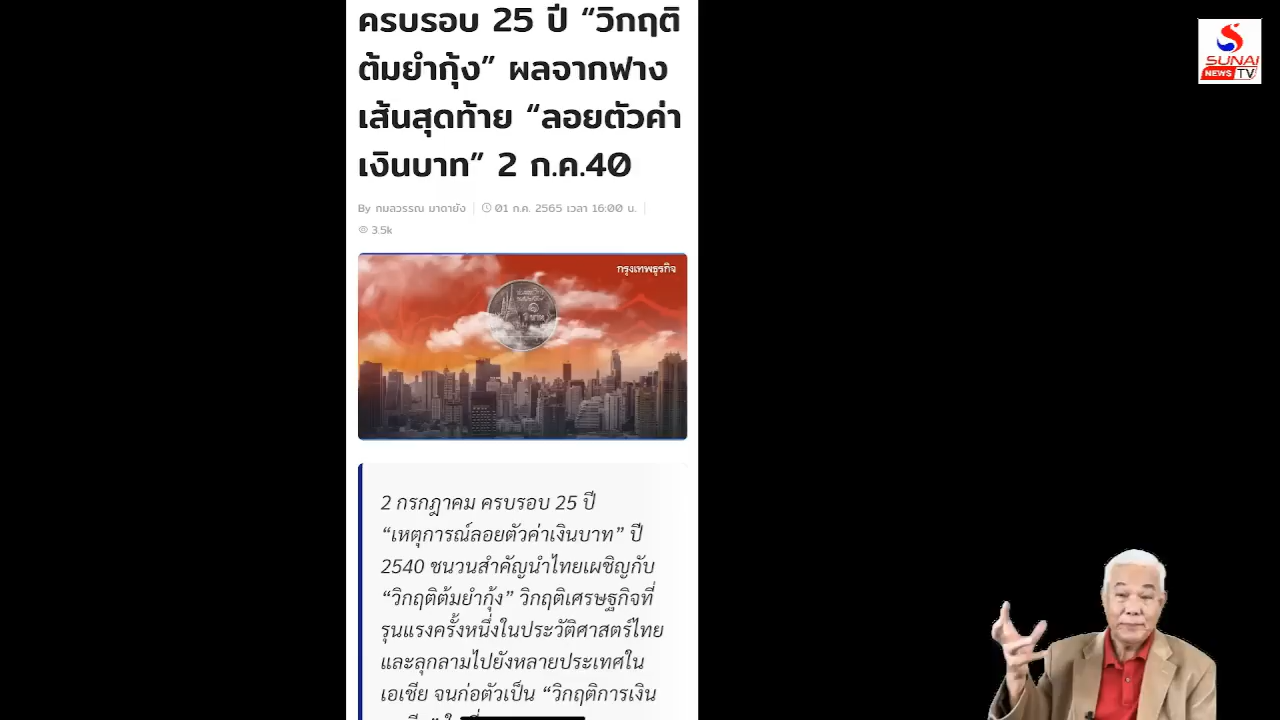 ครบรอบ 25 ปี “วิกฤติ
ต้มยำกุ้ง” ผลจากฟาง
เส้นสุดท้าย “ลอยตัวค่า
เงินบาท” 2 ก.ค.40
By กมลวรรณ มาดายัง 01 ก.ค. 2565 เวลา 16:00 น.
3.5k
กรุงเทพธุรกิจ
2 กรกฎาคม ครบรอบ 25 ปี
“เหตุการณ์ลอยตัวค่าเงินบาท” ปี
2540 ชนวนสำคัญนำไทยเผชิญกับ
“วิกฤติต้มยำกุ้ง” วิกฤติเศรษฐกิจที่
รุนแรงครั้งหนึ่งในประวัติศาสตร์ไทย
และลุกลามไปยังหลายประเทศใน
เอเชีย จนก่อตัวเป็น “วิกฤติการเงิน
SUNAI
NEWS TV